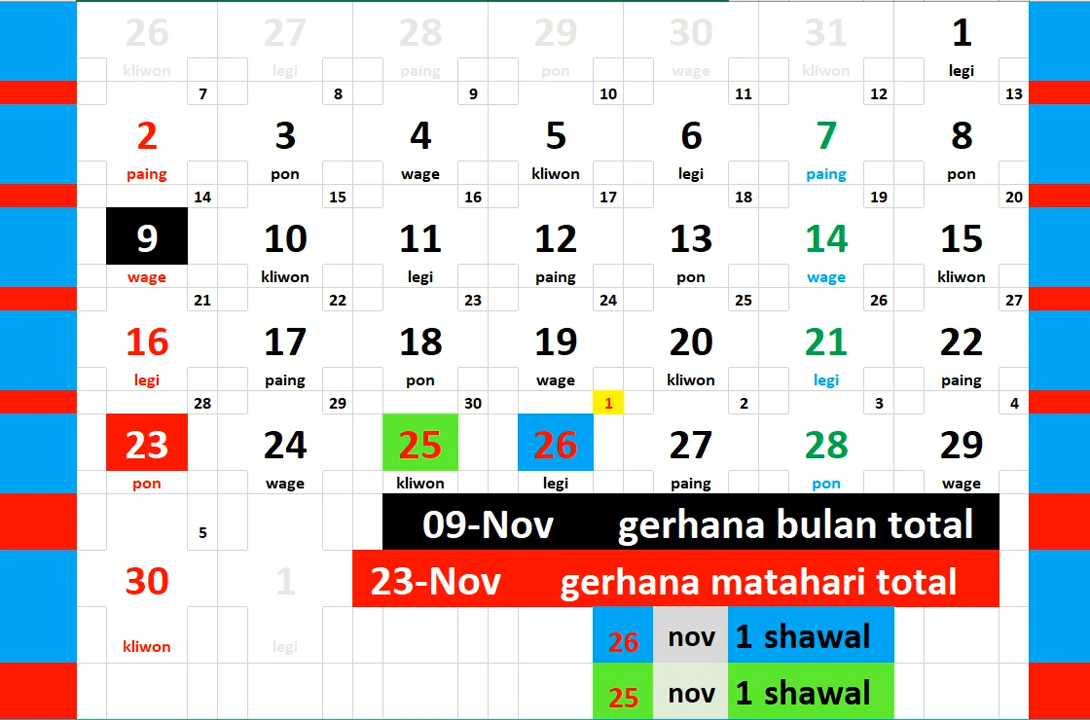 26 27 28 29 30 31 1
kliwon legi paing pon wage kliwon legi
7 8 9 10 11 12 13
2 3 4 5 6 7 8
paing pon wage kliwon legi paing pon
14 15 16 17 18 19 20
9 10 11 12 13 14 15
wage kliwon legi paing pon wage kliwon
21 22 23 24 25 26 27
16 17 18 19 20 21 22
legi paing pon wage kliwon legi paing
28 29 30 1 2 3 4
23 24 25 26 27 28 29
pon wage kliwon legi paing pon wage
5 09-Nov gerhana bulan total
30 1 23-Nov gerhana matahari total
kliwon legi 26 nov 1 shawal
25 nov 1 shawal